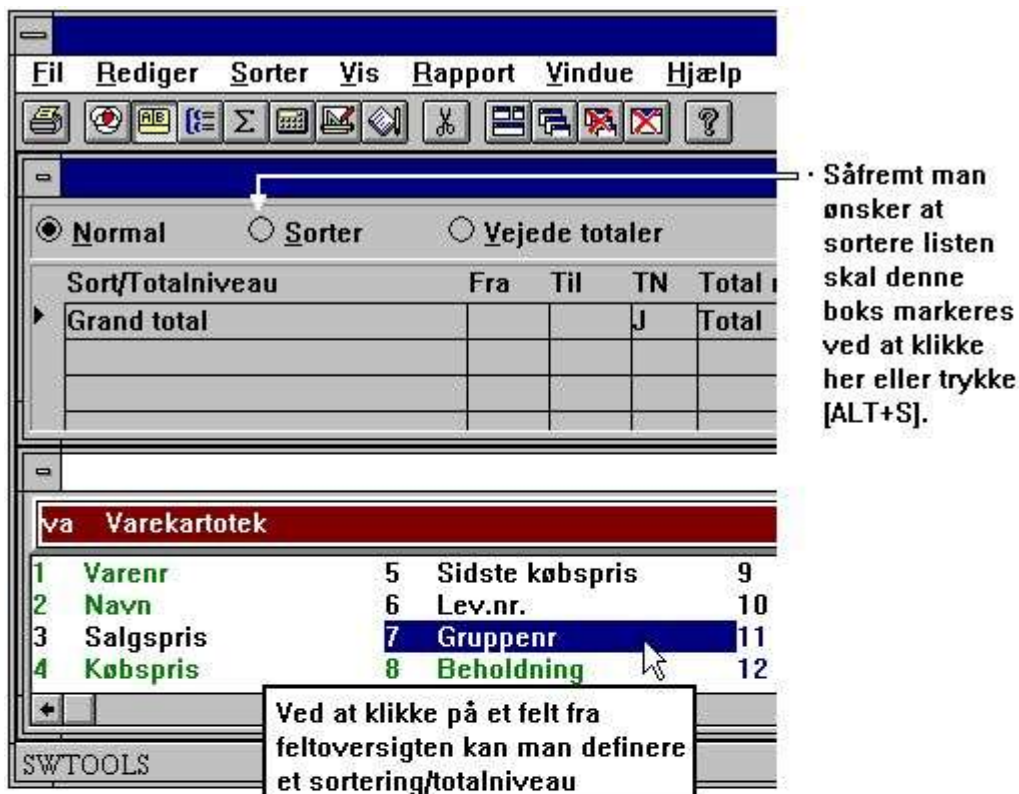 Fil Rediger Sorter Vis Rapport Vindue Hjælp
Normal Sorter Vejede totaler
Sort/Totalniveau Fra Til TN Total
Grand total J Total
Såfremt man
ønsker at
sortere listen
skal denne
boks markeres
ved at klikke
her eller trykke
[ALT+S].
va Varekartotek
1 Varenr 5 Sidste købspris 9
2 Navn 6 Lev.nr. 10
3 Salgspris 7 Gruppenr 11
4 Købspris 8 Beholdning 12
Ved at klikke på et felt fra
feltoversigten kan man definere
et sortering/totalniveau
SWTOOLS